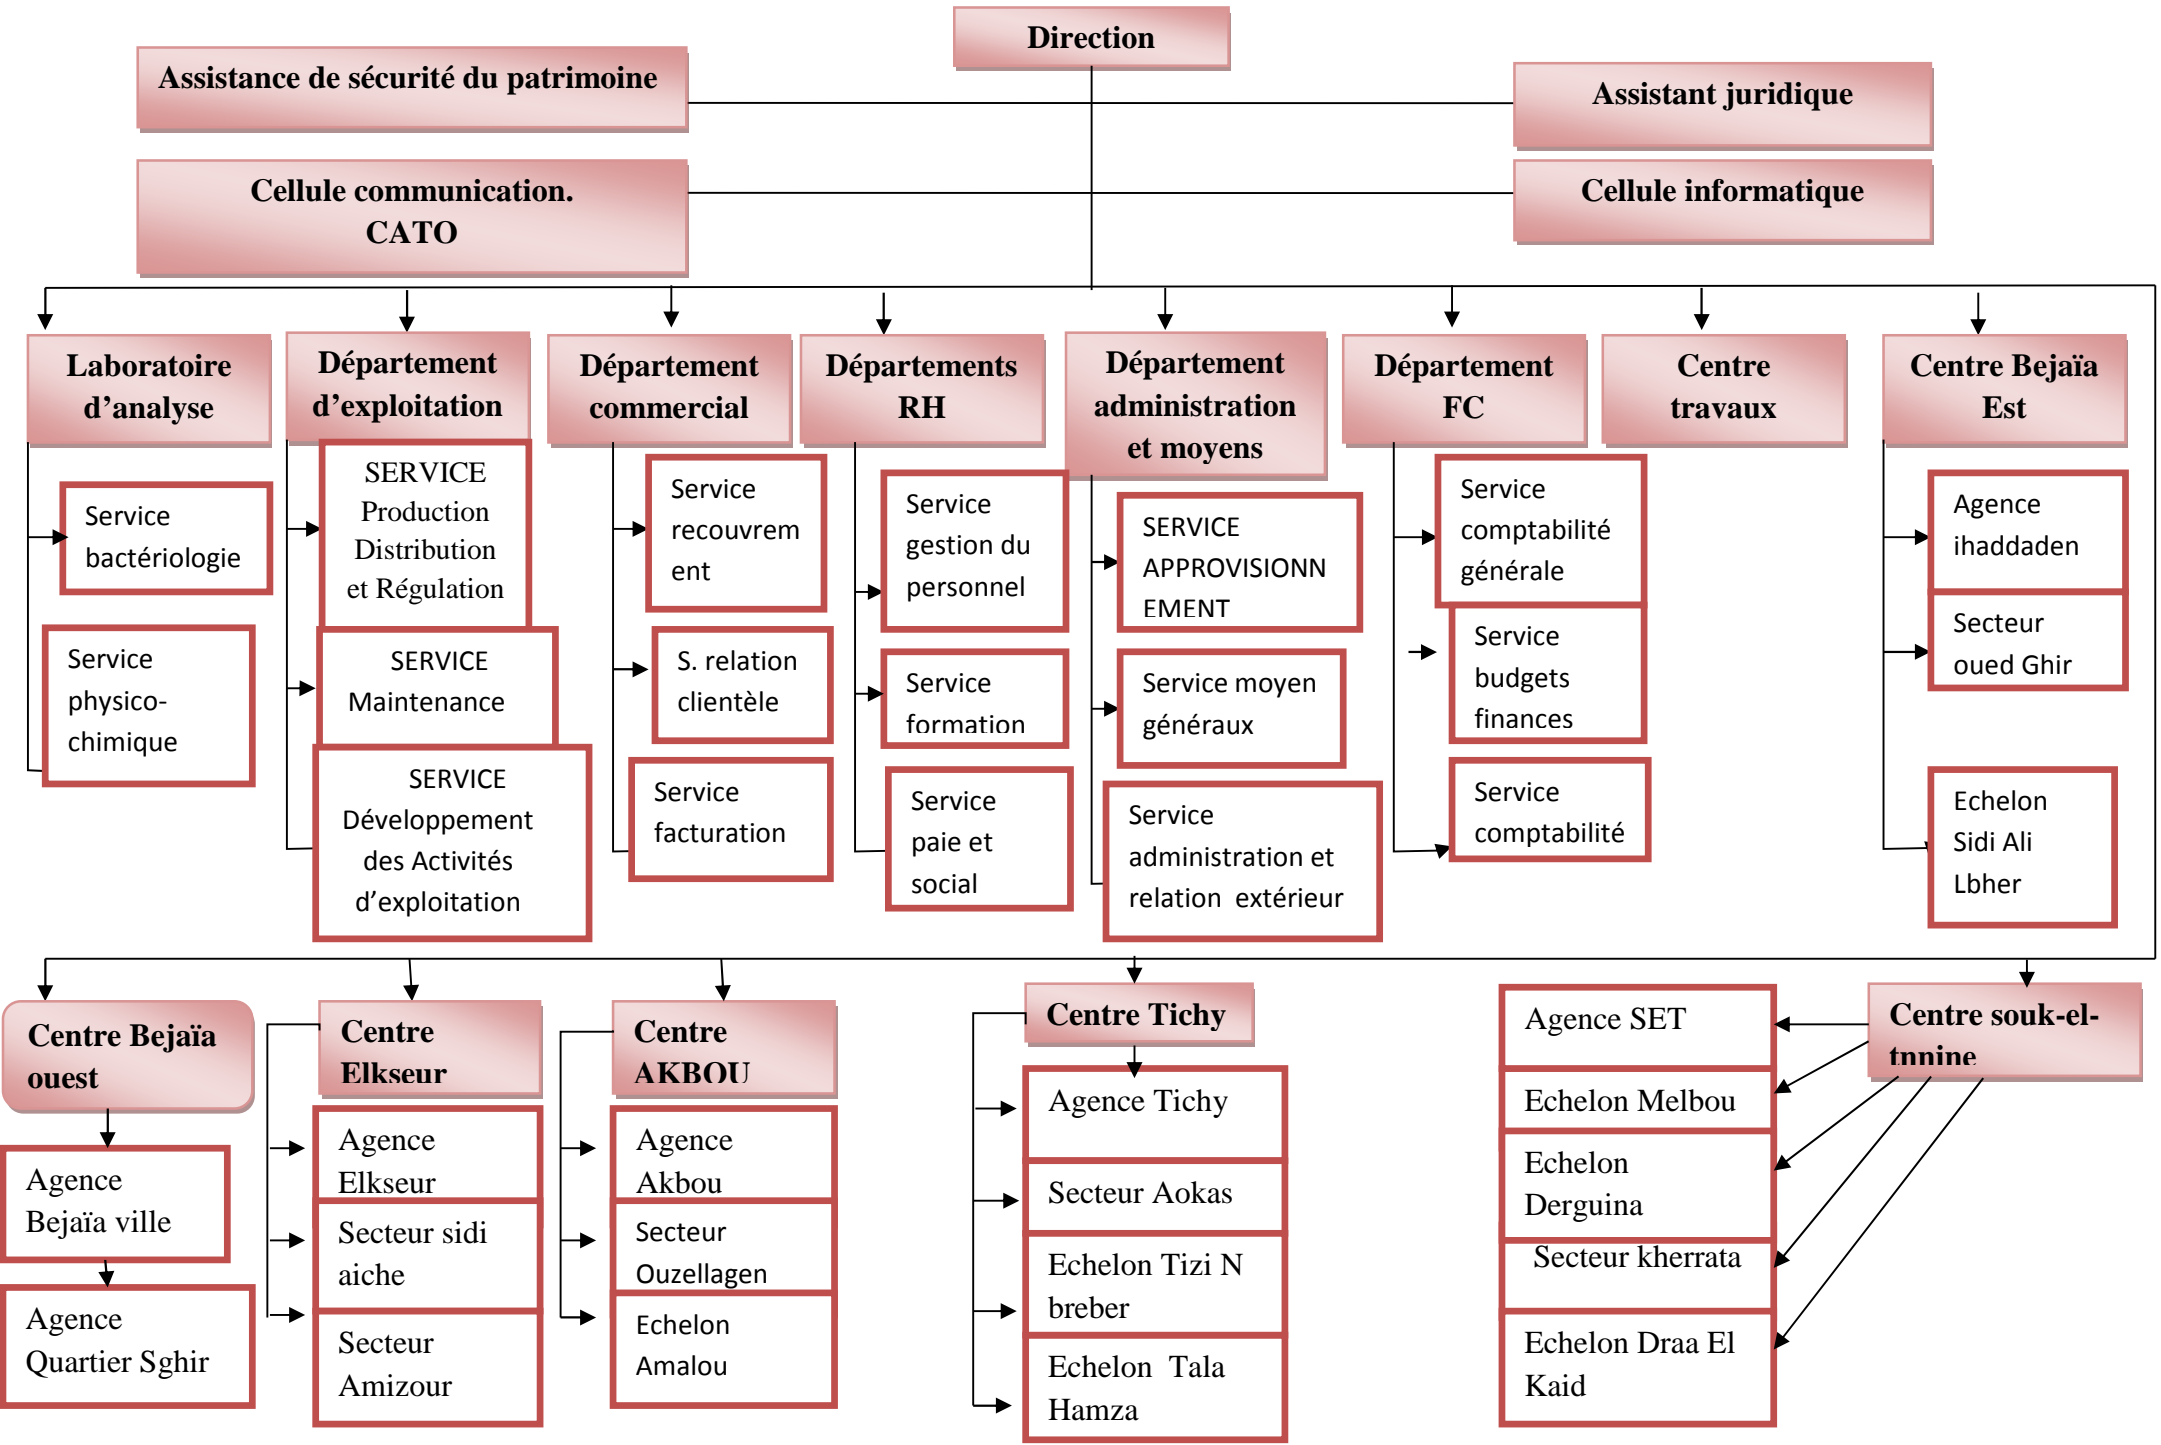 Direction
Assistance de sécurité du patrimoine
Assistant juridique
Cellule communication.
CATO
Cellule informatique
Laboratoire
d’analyse
Département
d’exploitation
Département
commercial
Départements
RH
Département
administration
et moyens
Département
FC
Centre
travaux
Centre Bejaïa
Est
Service
bactériologie
Service
physico-
chimique
SERVICE
Production
Distribution
et Régulation
SERVICE
Maintenance
SERVICE
Développement
des Activités
d’exploitation
Service
recouvrem
ent
S. relation
clientèle
Service
facturation
Service
gestion du
personnel
Service
formation
Service
paie et
social
SERVICE
APPROVISIONN
EMENT
Service moyen
généraux
Service
administration et
relation extérieur
Service
comptabilité
générale
Service
budgets
finances
Service
comptabilité
Agence
ihaddaden
Secteur
oued Ghir
Echelon
Sidi Ali
Lbher
Centre Bejaïa
ouest
Agence
Bejaïa ville
Agence
Quartier Sghir
Centre
Elkseur
Agence
Elkseur
Secteur sidi
aiche
Secteur
Amizour
Centre
AKBOU
Agence
Akbou
Secteur
Ouzellagen
Echelon
Amalou
Centre Tichy
Agence Tichy
Secteur Aokas
Echelon Tizi N
breber
Echelon Tala
Hamza
Centre souk-el-
tnnine
Agence SET
Echelon Melbou
Echelon
Derguina
Secteur kherrata
Echelon Draa El
Kaid